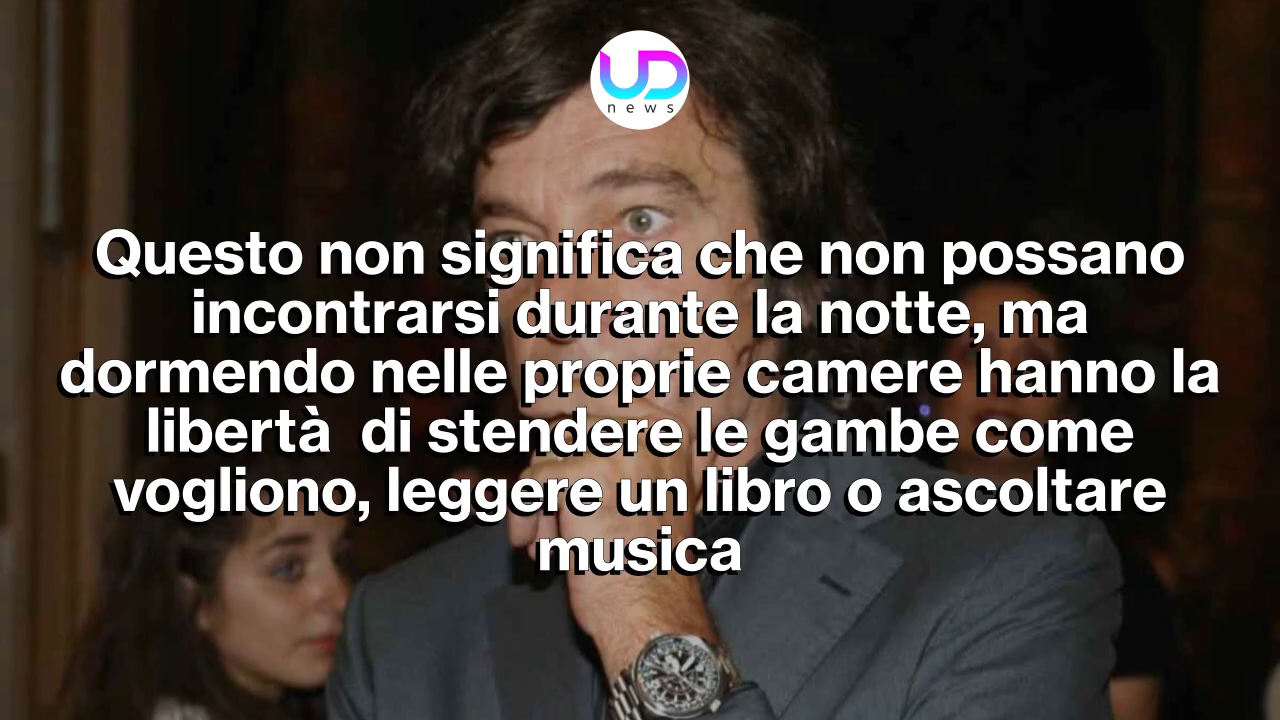 UD
news
Questo non significa che non possano
incontrarsi durante la notte, ma
dormendo nelle proprie camere hanno la
libertà  di stendere le gambe come
vogliono, leggere un libro o ascoltare
musica